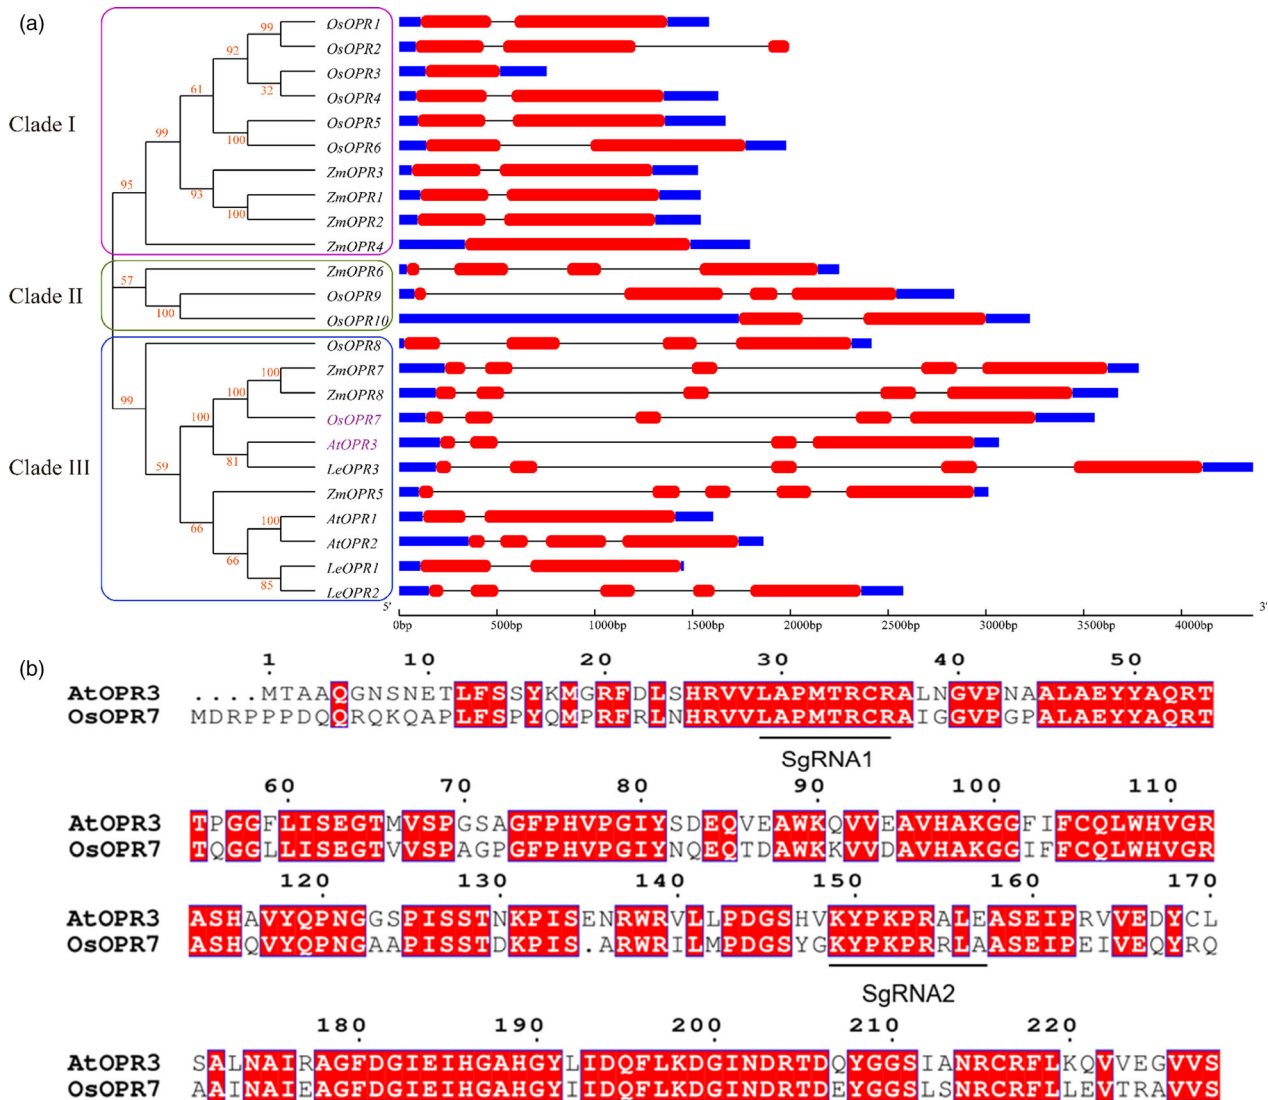 (a)
99 OsOPR1
92 OsOPR2
OsOPR3
61 32 OsOPR4
Clade I
OsOPR5
99 100 OsOPR6
ZmOPR3
95 93 ZmOPR1
100 ZmOPR2
ZmOPR4
57 ZmOPR6
Clade II OsOPR9
100 OsOPR10
OsOPR8
100 ZmOPR7
100 ZmOPR8
99 100 OsOPR7
AtOPR3
81 LeOPR3
Clade III 59
ZmOPR5
66 100 AtOPR1
AtOPR2
66 LeOPR1
85 LeOPR2
5' 3'
0bp 500bp 1000bp 1500bp 2000bp 2500bp 3000bp 3500bp 4000bp
(b)
1 10 20 30 40 50
AtOPR3 ....MTAAQGNSNETLFSSYKMGRFDLSHRVVLAPMTRCRALNGVPNAALAEYYAQRT
OsOPR7 MDRPPPDQQRQKQAPLFSPYQMPRFRLNHRVVLAPMTRCRAIGGVPGPALAEYYAQRT
SgRNA1
60 70 80 90 100 110
AtOPR3 TPGGFLISEGTMVSPGSAGFPHVPGIYSDEQVEAWKQVVEAVHAKGGFIFCQLWHVGR
OsOPR7 TQGGLLISEGTVVSPAGPGFPHVPGIYNQEQTDAWKKVVDAVHAKGGIFFCQLWHVGR
120 130 140 150 160 170
AtOPR3 ASHAVYQPNGGSPISSTNKPISENRWRVLLPDGSHVKYPKPRALEASEIPRVVEDYCL
OsOPR7 ASHQVYQPNGAAPISSTDKPIS.ARWRILMPDGSYGKYPKPRRLAASEIPEIVEQYRQ
SgRNA2
180 190 200 210 220
AtOPR3 SALNAIRAGFDGIEIHGAHGYLIDQFLKDGINDRTDQYGGSIANRCRFLKQVVEGVVS
OsOPR7 AAINAIEAGFDGIEIHGAHGYIIDQFLKDGINDRTDEYGGSLSNRCRFLLEVTRAVVS